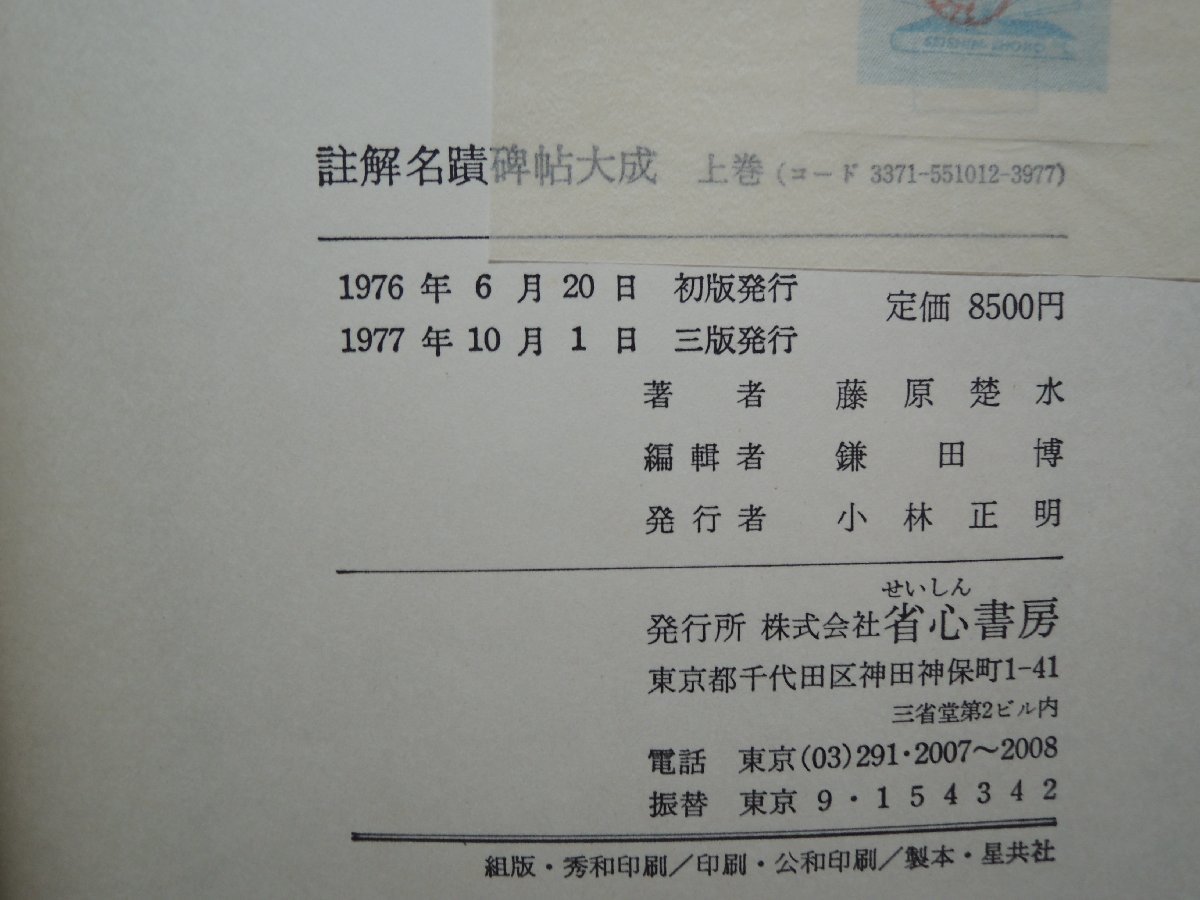 SEISHIN SHOBO
註解名蹟碑帖大成 上巻 (コード 3371-551012-3977)
1976 年 6 月 20 日 初版発行
定価 8500円
1977 年 10 月 1 日 三版発行
著者 藤原楚水
編輯者 鎌田博
発行者 小林正明
せいしん
発行所 株式会社省心書房
東京都千代田区神田神保町1-41
三省堂第2ビル内
電話 東京(03)291・2007〜2008
振替 東京 9・154342
組版・秀和印刷/印刷・公和印刷/製本・星共社